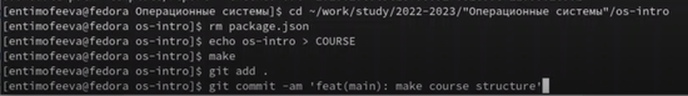 [entimofeeva@fedora Операционные системы]$ cd ~/work/study/2022-2023/"Операционные системы"/os-intro
[entimofeeva@fedora os-intro]$ rm package.json
[entimofeeva@fedora os-intro]$ echo os-intro > COURSE
[entimofeeva@fedora os-intro]$ make
[entimofeeva@fedora os-intro]$ git add .
[entimofeeva@fedora os-intro]$ git commit -am 'feat(main): make course structure'